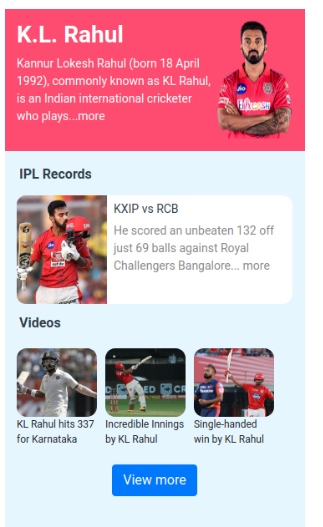 K.L. Rahul
Kannur Lokesh Rahul (born 18 April
1992), commonly known as KL Rahul,
is an Indian international cricketer
who plays...more
IPL Records
KXIP vs RCB
He scored an unbeaten 132 off
just 69 balls against Royal
Challengers Bangalore... more
Videos
KL Rahul hits 337
for Karnataka
Incredible Innings
by KL Rahul
Single-handed
win by KL Rahul
View more